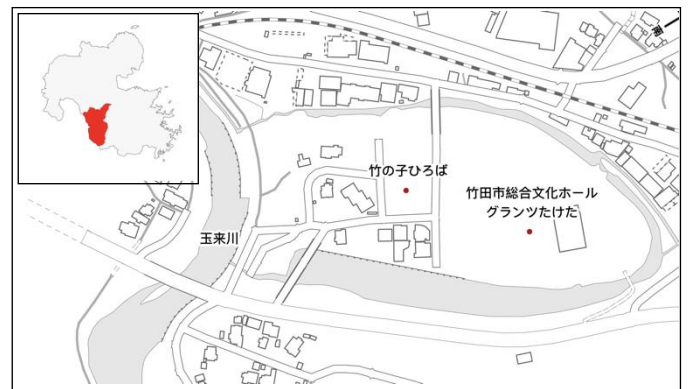 竹の子ひろば
竹田市総合文化ホール
グランツたけた
玉来川